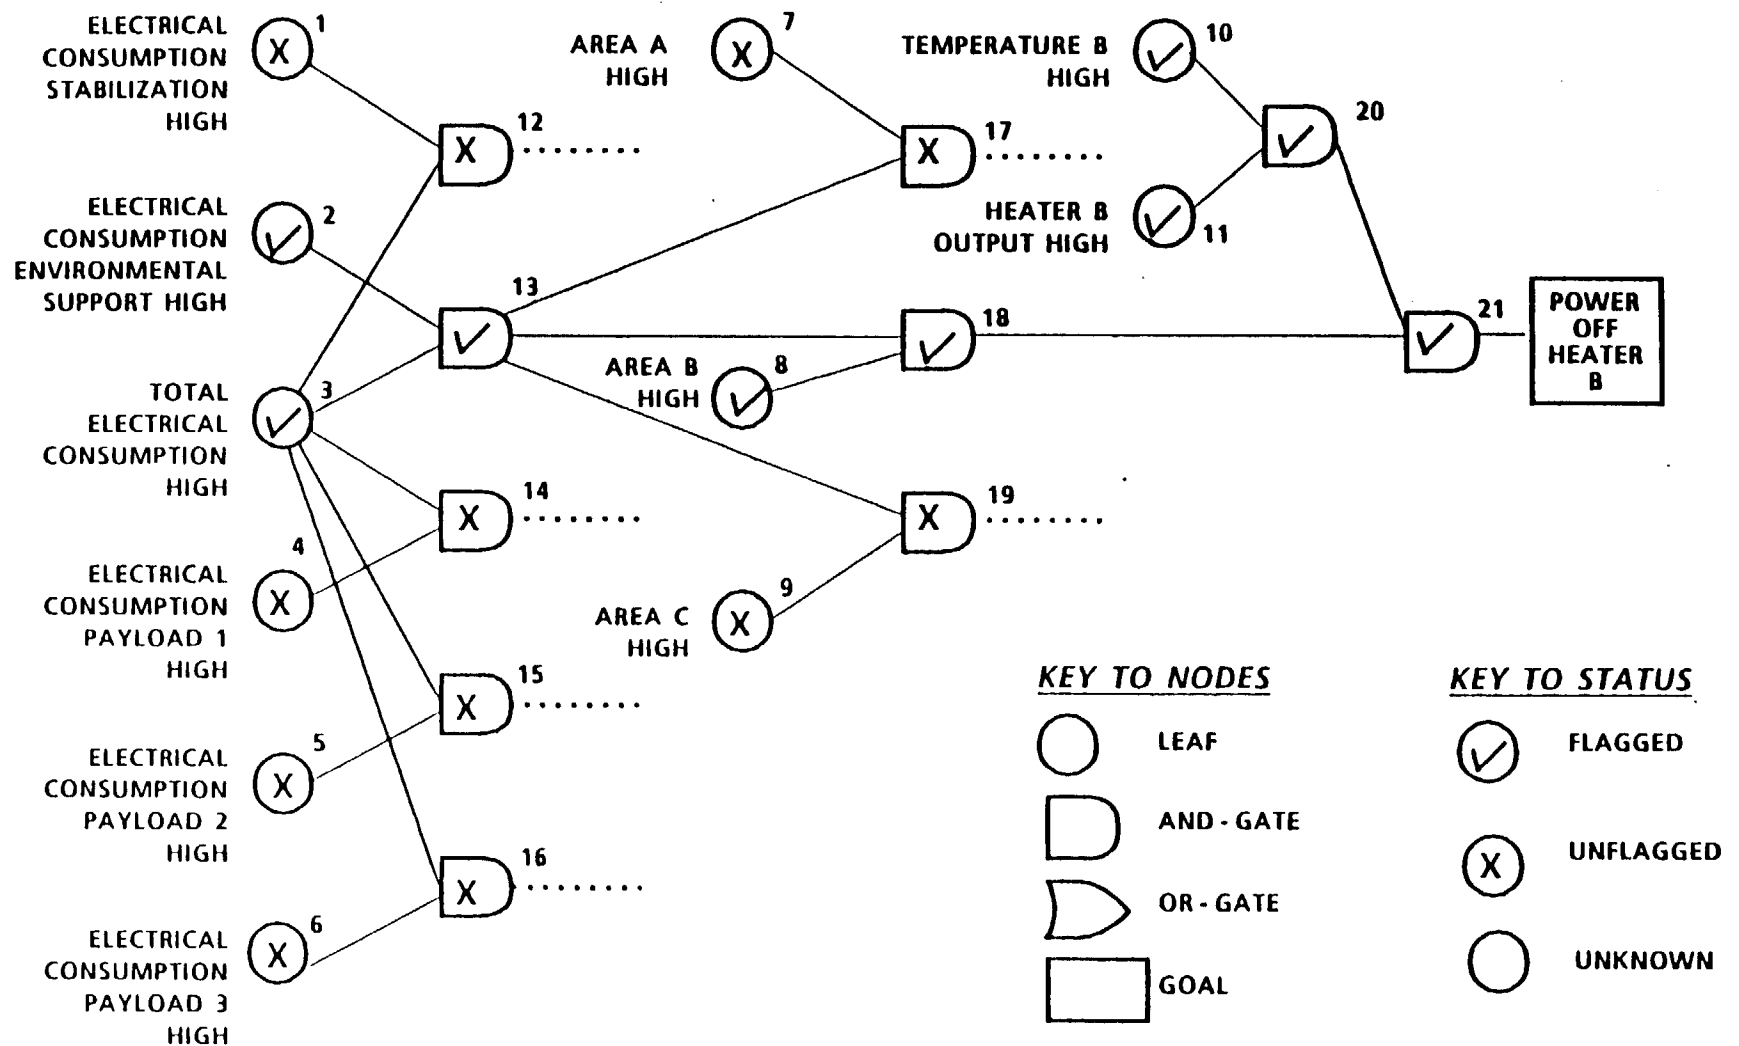 ELECTRICAL
CONSUMPTION
STABILIZATION
HIGH
1
X
12
X
ELECTRICAL
CONSUMPTION
ENVIRONMENTAL
SUPPORT HIGH
2
13
TOTAL
ELECTRICAL
CONSUMPTION
HIGH
3
14
X
ELECTRICAL
CONSUMPTION
PAYLOAD 1
HIGH
4
X
15
X
ELECTRICAL
CONSUMPTION
PAYLOAD 2
HIGH
5
X
16
X
ELECTRICAL
CONSUMPTION
PAYLOAD 3
HIGH
6
X
AREA A
HIGH
7
X
17
X
AREA B
HIGH
8
18
AREA C
HIGH
9
X
19
X
TEMPERATURE B
HIGH
10
HEATER B
OUTPUT HIGH
11
20
21
POWER
OFF
HEATER
B
KEY TO NODES
LEAF
AND - GATE
OR - GATE
GOAL
KEY TO STATUS
FLAGGED
X
UNFLAGGED
UNKNOWN